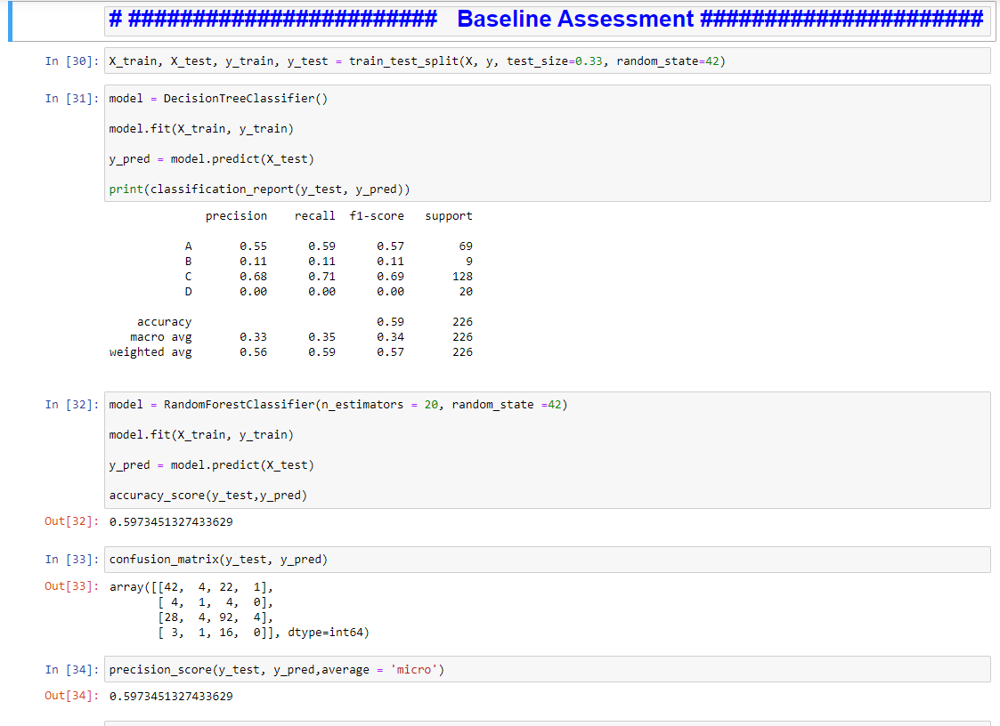 # ######################## Baseline Assessment ######################
In [30]: X_train, X_test, y_train, y_test = train_test_split(X, y, test_size=0.33, random_state=42)
In [31]: model = DecisionTreeClassifier()
model.fit(X_train, y_train)
y_pred = model.predict(X_test)
print(classification_report(y_test, y_pred))
precision recall f1-score support
A 0.55 0.59 0.57 69
B 0.11 0.11 0.11 9
C 0.68 0.71 0.69 128
D 0.00 0.00 0.00 20
accuracy 0.59 226
macro avg 0.33 0.35 0.34 226
weighted avg 0.56 0.59 0.57 226
In [32]: model = RandomForestClassifier(n_estimators = 20, random_state =42)
model.fit(X_train, y_train)
y_pred = model.predict(X_test)
accuracy_score(y_test,y_pred)
Out[32]: 0.5973451327433629
In [33]: confusion_matrix(y_test, y_pred)
Out[33]: array([[42, 4, 22, 1],
[ 4, 1, 4, 0],
[28, 4, 92, 4],
[ 3, 1, 16, 0]], dtype=int64)
In [34]: precision_score(y_test, y_pred,average = 'micro')
Out[34]: 0.5973451327433629